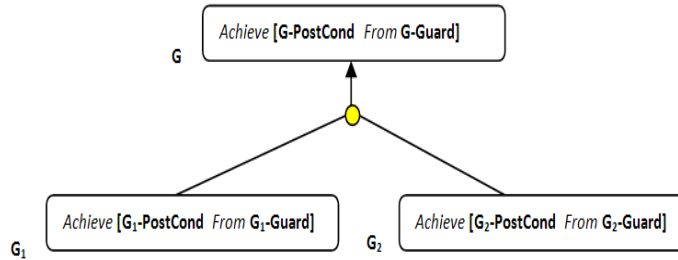 Achieve [G-PostCond From G-Guard]
G
Achieve [G₁-PostCond From G₁-Guard]
G₁
Achieve [G₂-PostCond From G₂-Guard]
G₂